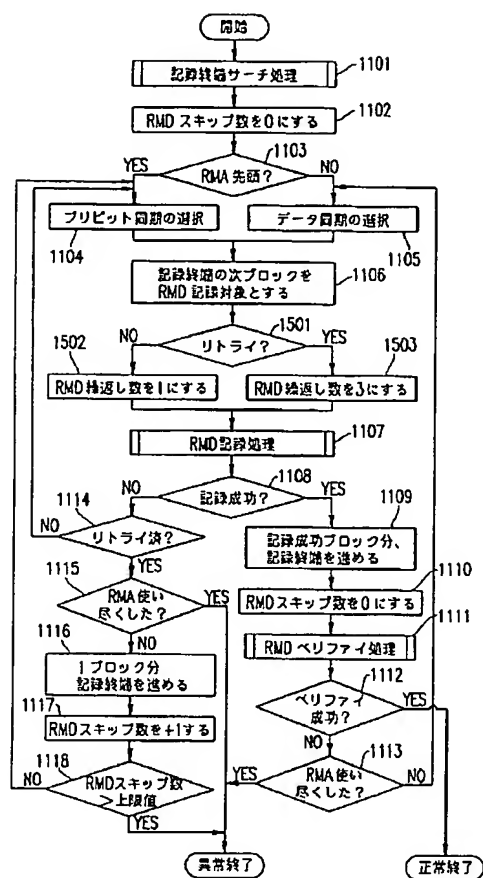 開始
記録終端サーチ処理
1101
RMDスキップ数を0にする
1102
1103
YES
RMA先頭?
NO
プリピット同期の選択
1104
データ同期の選択
1105
記録終端の次ブロックを
RMD記録対象とする
1106
1501
1502
NO
リトライ?
YES
1503
RMD繰返し数を1にする
RMD繰返し数を3にする
RMD記録処理
1107
1108
NO
記録成功?
YES
1114
NO
リトライ済?
YES
1109
記録成功ブロック分、
記録終端を進める
1115
RMA使い
尽くした?
YES
NO
1110
RMDスキップ数を0にする
1111
RMDベリファイ処理
1116
1ブロック分
記録終端を進める
1112
ベリファイ
成功?
YES
NO
1117
RMDスキップ数を+1する
1113
YES
RMA使い
尽くした?
NO
1118
NO
RMDスキップ数
>上限値
YES
異常終了
正常終了